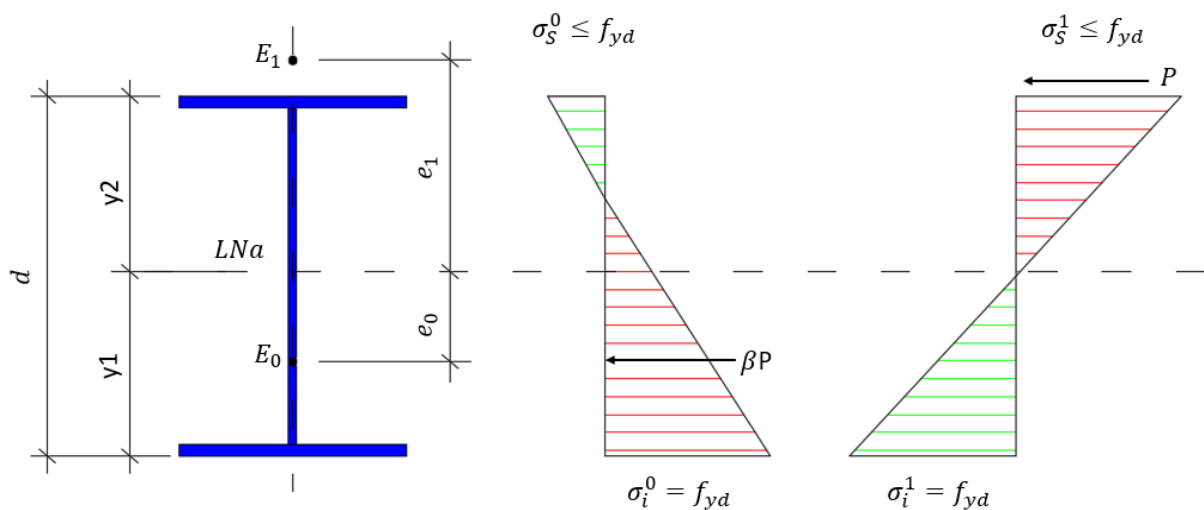 σ_s^0 ≤ f_yd
σ_s^1 ≤ f_yd
E_1
P
e_1
y2
LNa
d
e_0
y1
E_0
βP
σ_i^0 = f_yd
σ_i^1 = f_yd